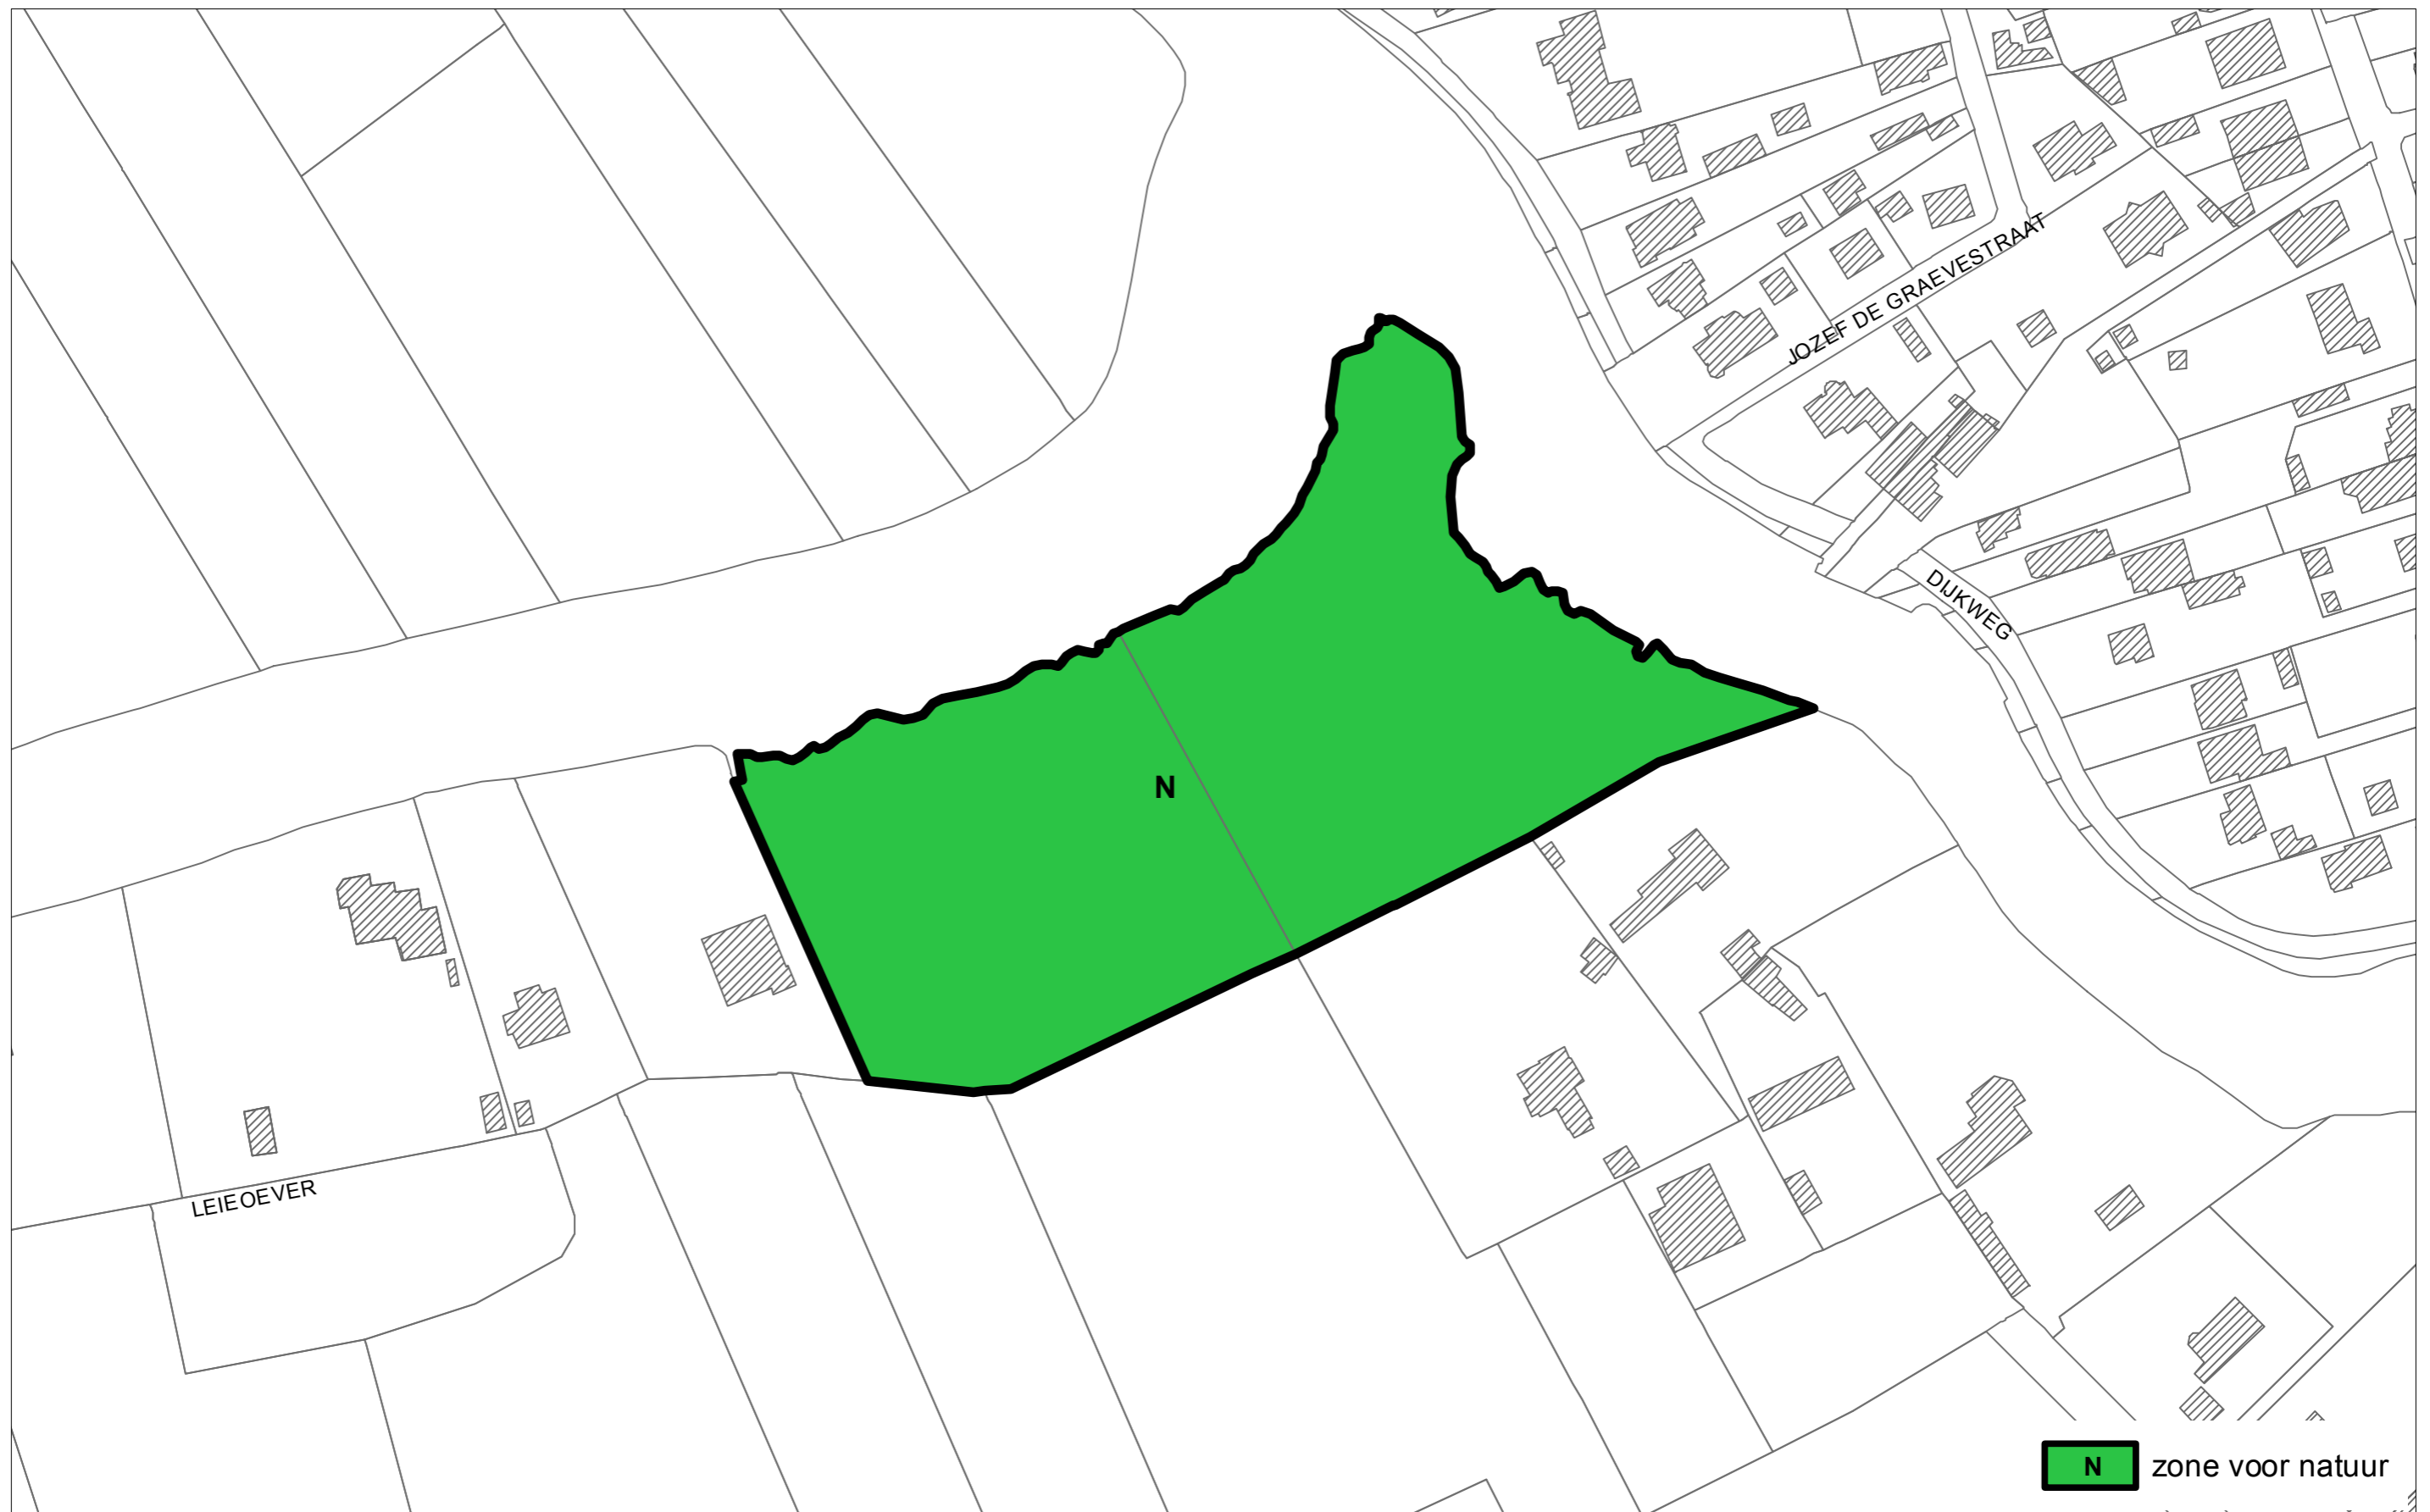 JOZEF DE GRAEVESTRAAT
DIJKWEG
N
LEIEOEVER
N zone voor natuur